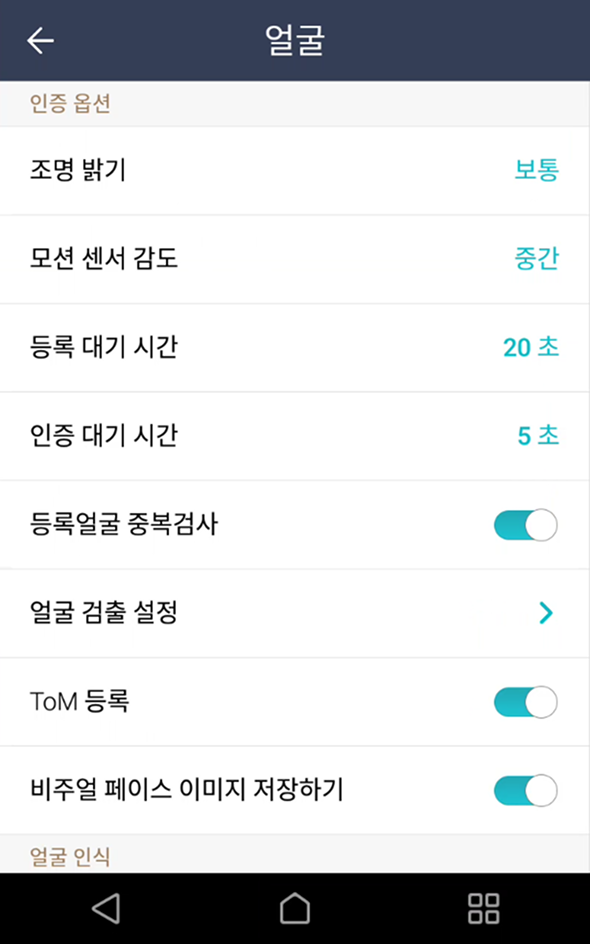 얼굴
인증 옵션
조명 밝기 보통
모션 센서 감도 중간
등록 대기 시간 20 초
인증 대기 시간 5 초
등록얼굴 중복검사
얼굴 검출 설정
ToM 등록
비주얼 페이스 이미지 저장하기
얼굴 인식